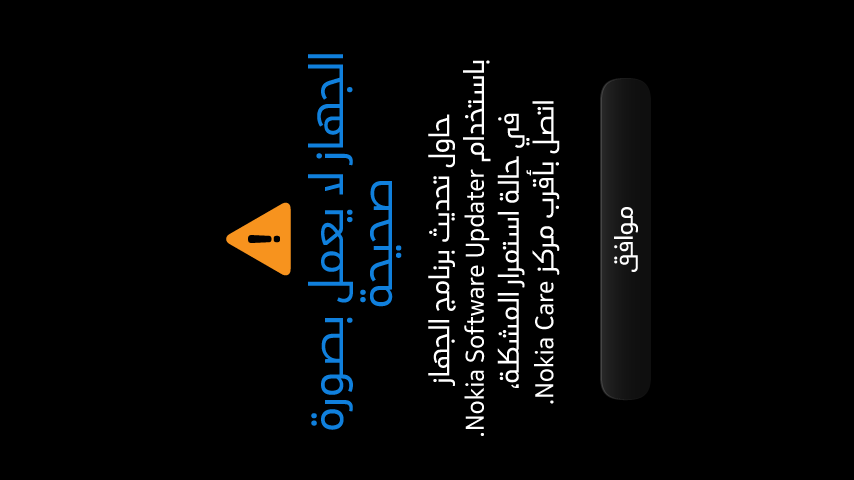 الجهاز لا يعمل بصورة
صحيحة
حاول تحديث برنامج الجهاز
باستخدام Nokia Software Updater.
في حالة استمرار المشكلة،
اتصل بأقرب مركز Nokia Care.
موافق